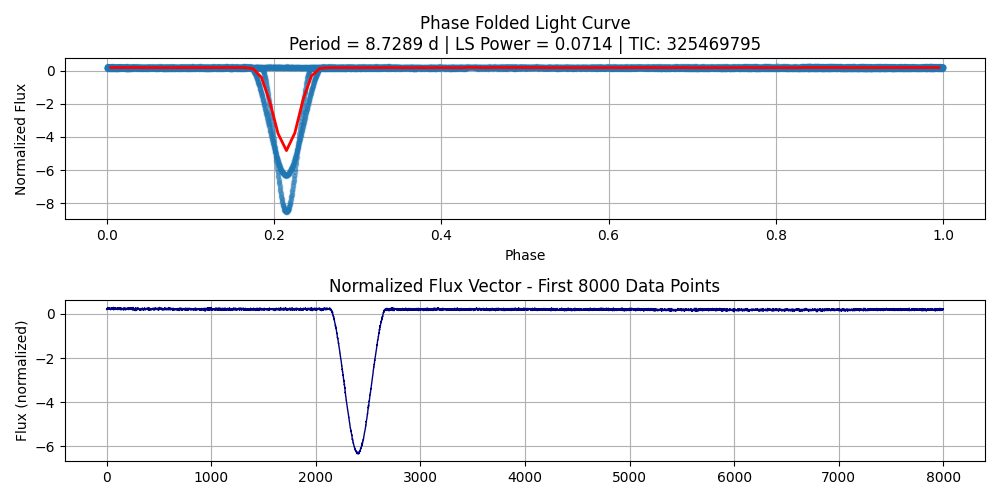 Phase Folded Light Curve
Period = 8.7289 d | LS Power = 0.0714 | TIC: 325469795
Normalized Flux
0
−2
−4
−6
−8
0.0 0.2 0.4 0.6 0.8 1.0
Phase
Normalized Flux Vector - First 8000 Data Points
Flux (normalized)
0
−2
−4
−6
0 1000 2000 3000 4000 5000 6000 7000 8000